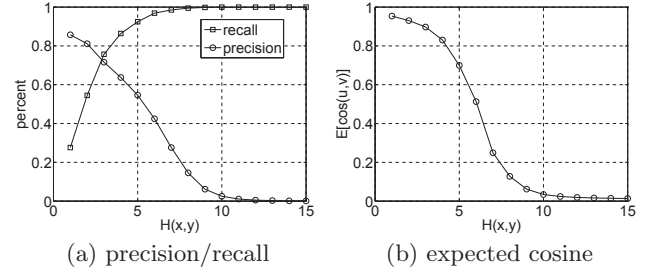 1
0.8
0.6
0.4
0.2
0
percent
0 5 10 15
H(x,y)
recall
precision
(a) precision/recall
1
0.8
0.6
0.4
0.2
0
E[cos(u,v)]
0 5 10 15
H(x,y)
(b) expected cosine